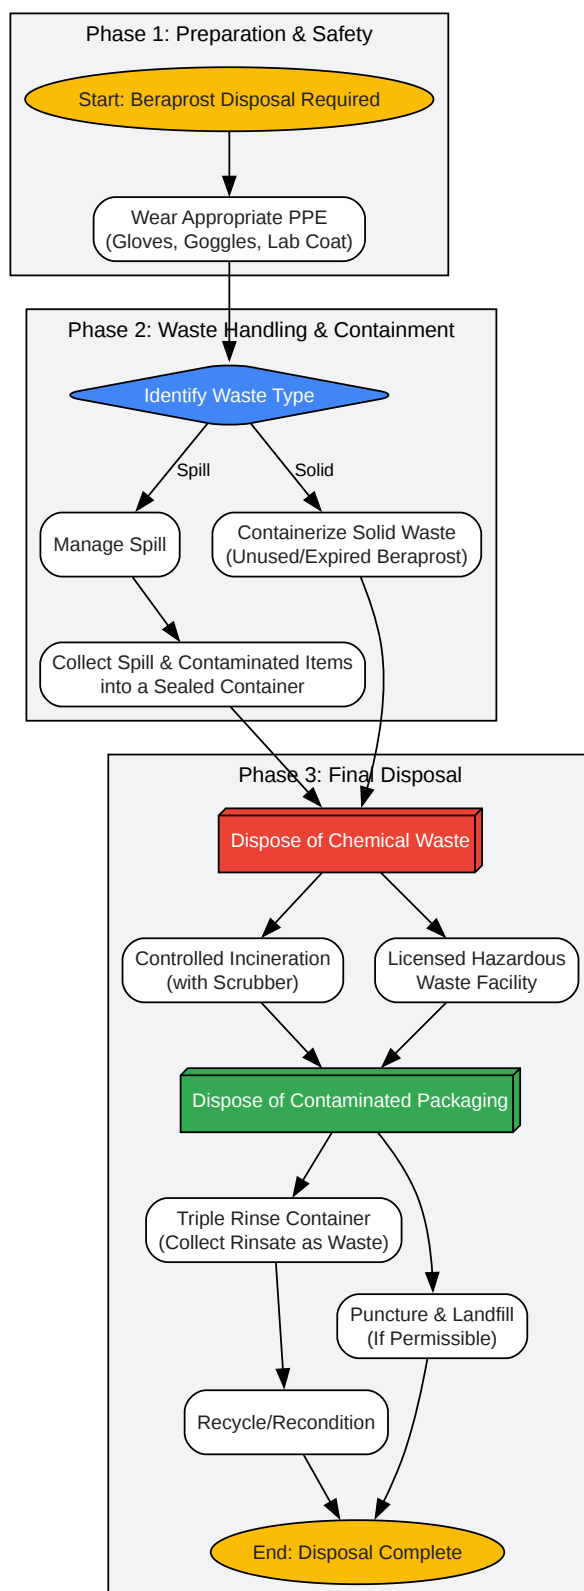 Phase 1: Preparation & Safety
Start: Beraprost Disposal Required
Wear Appropriate PPE
(Gloves, Goggles, Lab Coat)
Phase 2: Waste Handling & Containment
Identify Waste Type
Spill
Solid
Manage Spill
Containerize Solid Waste
(Unused/Expired Beraprost)
Collect Spill & Contaminated Items
into a Sealed Container
Phase 3: Final Disposal
Dispose of Chemical Waste
Controlled Incineration
(with Scrubber)
Licensed Hazardous
Waste Facility
Dispose of Contaminated Packaging
Triple Rinse Container
(Collect Rinsate as Waste)
Puncture & Landfill
(If Permissible)
Recycle/Recondition
End: Disposal Complete